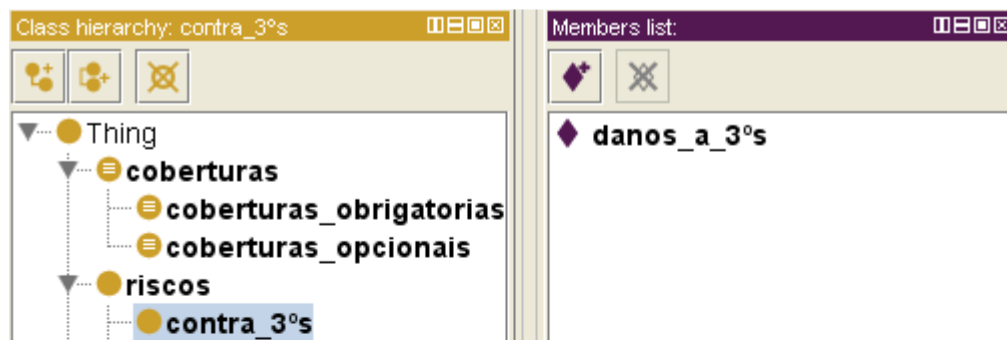 Class hierarchy: contra_3ºs
Thing
coberturas
coberturas_obrigatorias
coberturas_opcionais
riscos
contra_3ºs
Members list:
danos_a_3ºs